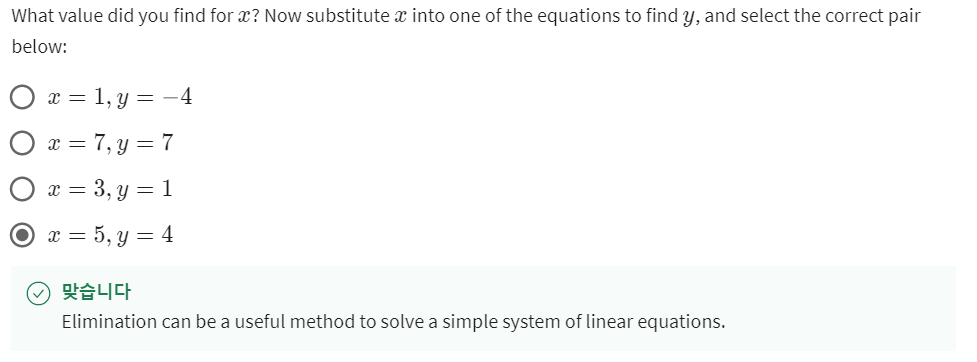 What value did you find for x? Now substitute x into one of the equations to find y, and select the correct pair
below:
x = 1, y = −4
x = 7, y = 7
x = 3, y = 1
x = 5, y = 4
맞습니다
Elimination can be a useful method to solve a simple system of linear equations.